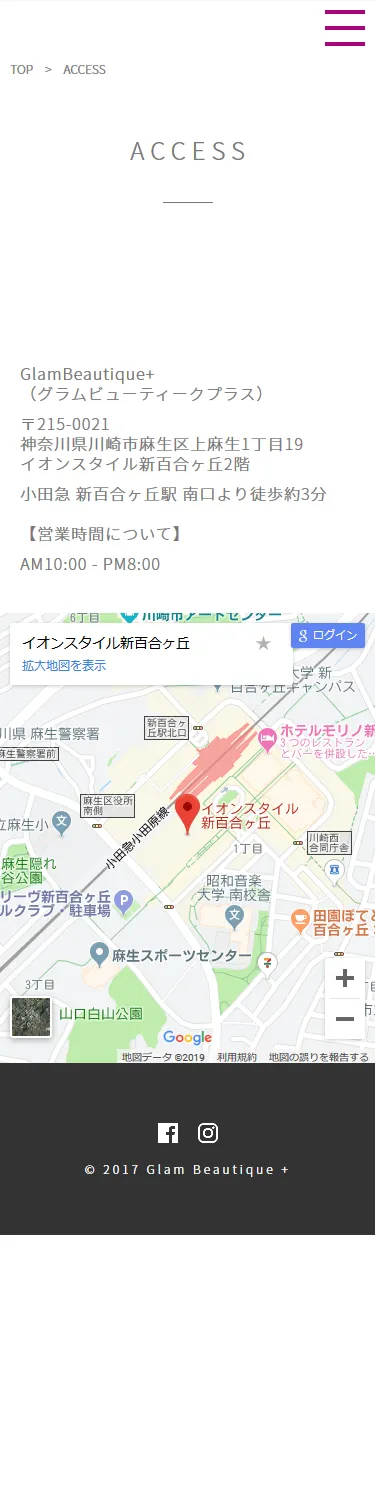 TOP > ACCESS
ACCESS
GlamBeautique+
（グラムビューティークプラス）
〒215-0021
神奈川県川崎市麻生区上麻生1丁目19
イオンスタイル新百合ヶ丘2階
小田急 新百合ヶ丘駅 南口より徒歩約3分
【営業時間について】
AM10:00 - PM8:00
6丁目
川崎市アートセンター
イオンスタイル新百合ケ丘
拡大地図を表示
ログイン
大学 新
百合ヶ丘キャンパス
新百合ヶ
丘駅北口
川県 麻生警察署
麻生警察署前
ホテルモリノ新
3 つのレストラン
とバーを併設した…
麻生区役所
南側
イオンスタイル
新百合ヶ丘
立麻生小
小田急小田原線
1丁目
川崎西
合同庁舎
麻生隠れ
谷公園
昭和音楽
大学 南校舎
リーヴ新百合ヶ丘
ルクラブ・駐車場
田園ぽてと
百合ヶ丘
麻生スポーツセンター
3丁目
山口白山公園
Google
地図データ ©2019 利用規約 地図の誤りを報告する
© 2017 Glam Beautique +